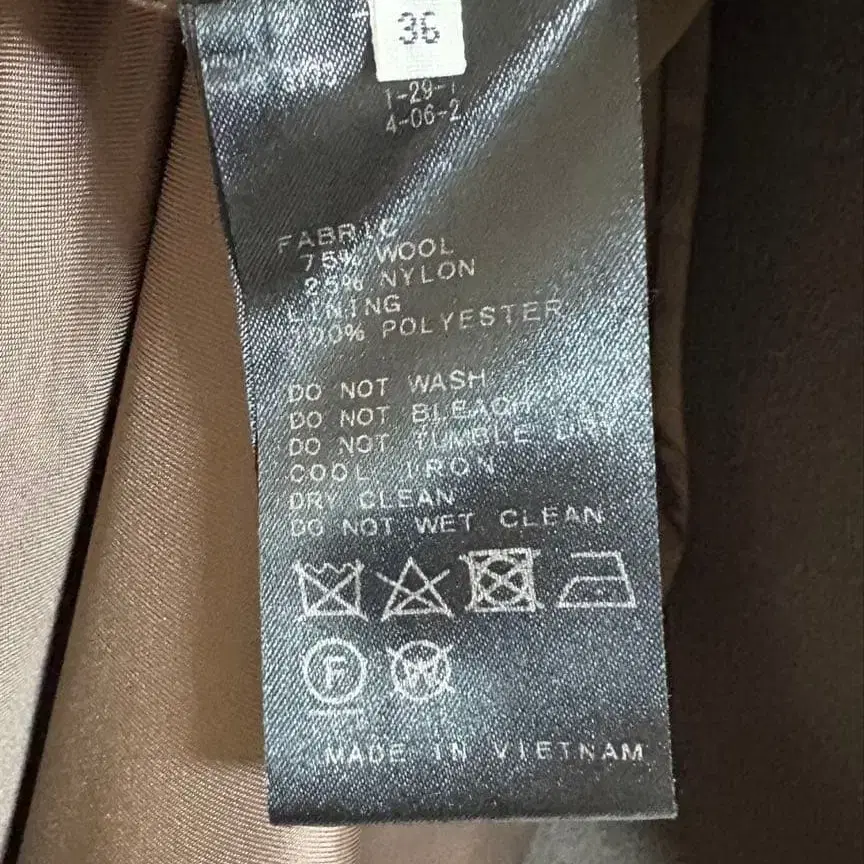 36
1-29-1
4-06-2
FABRIC
75% WOOL
25% NYLON
LINING
100% POLYESTER
DO NOT WASH
DO NOT BLEACH
DO NOT TUMBLE DRY
COOL IRON
DRY CLEAN
DO NOT WET CLEAN
F W
MADE IN VIETNAM